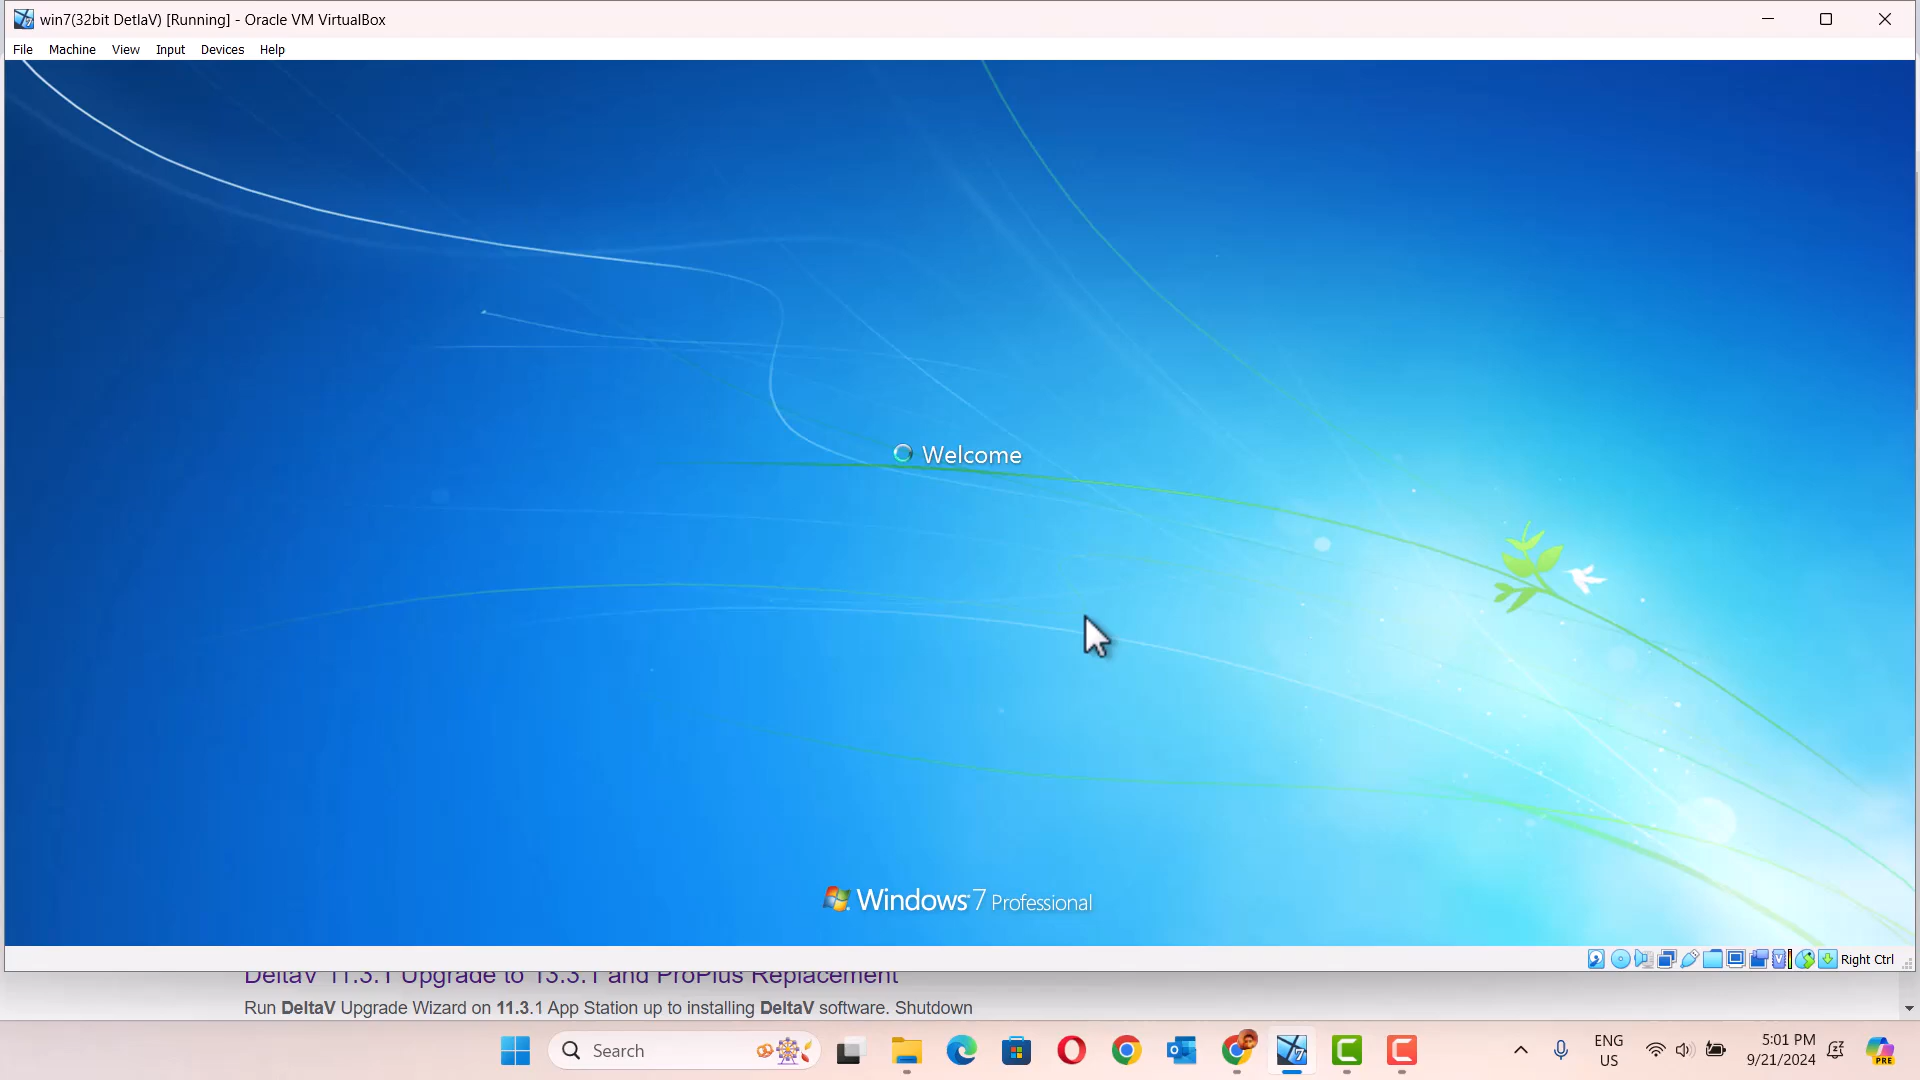 win7(32bit DetlaV) [Running] - Oracle VM VirtualBox
File Machine View Input Devices Help
Welcome
Windows 7 Professional
Right Ctrl
DeltaV 11.3.1 Upgrade to 13.3.1 and ProPlus Replacement
Run DeltaV Upgrade Wizard on 11.3.1 App Station up to installing DeltaV software. Shutdown
Search
ENG
US
5:01 PM
9/21/2024
PRE